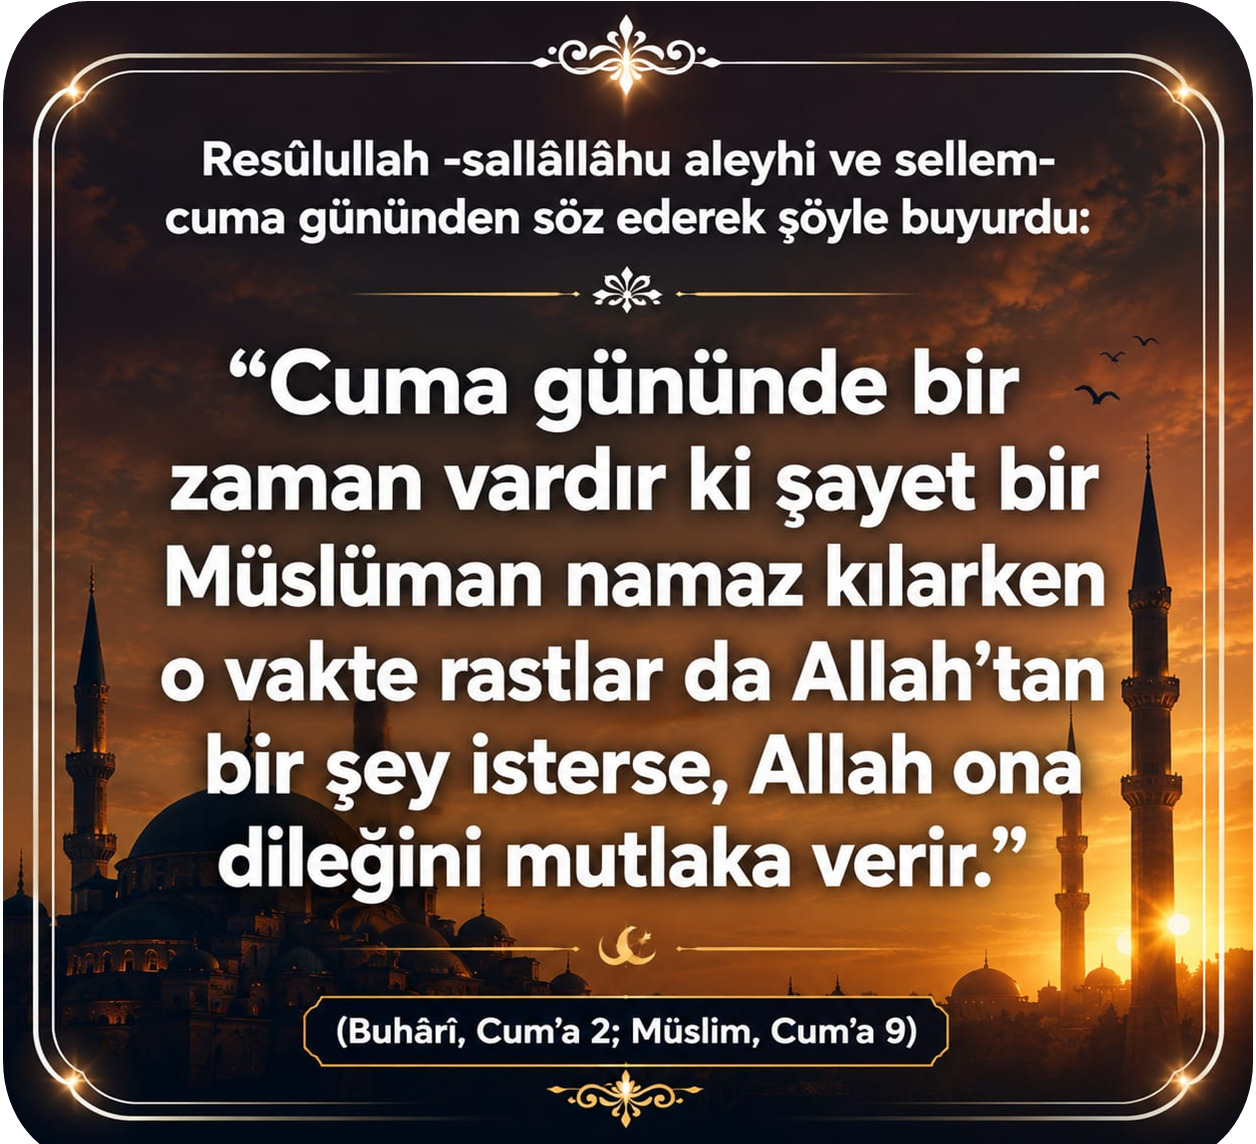 Resûlullah -sallâllâhu aleyhi ve sellem-
cuma gününden söz ederek şöyle buyurdu:
“Cuma gününde bir
zaman vardır ki şayet bir
Müslüman namaz kılarken
o vakte rastlar da Allah’tan
bir şey isterse, Allah ona
dileğini mutlaka verir.”
(Buhârî, Cum’a 2; Müslim, Cum’a 9)